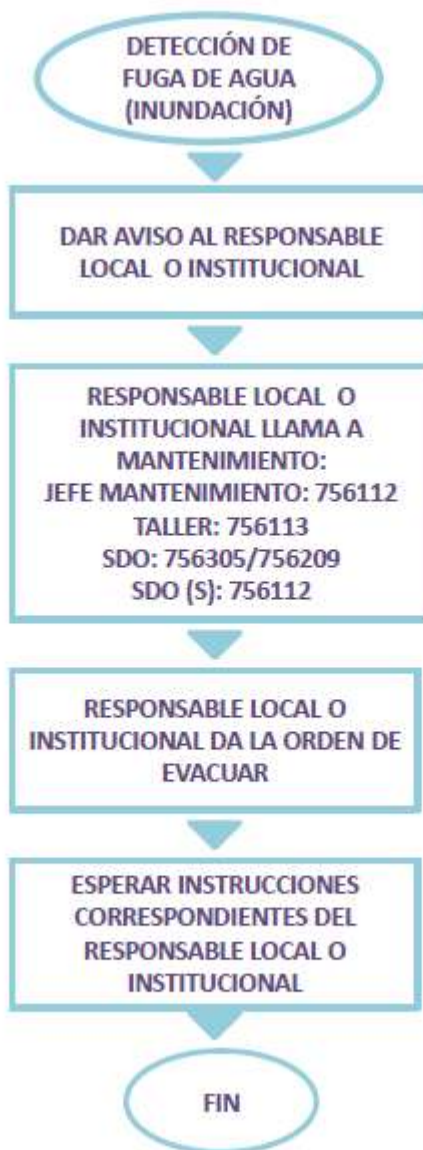 DETECCIÓN DE
FUGA DE AGUA
(INUNDACIÓN)
DAR AVISO AL RESPONSABLE
LOCAL O INSTITUCIONAL
RESPONSABLE LOCAL O
INSTITUCIONAL LLAMA A
MANTENIMIENTO:
JEFE MANTENIMIENTO: 756112
TALLER: 756113
SDO: 756305/756209
SDO (S): 756112
RESPONSABLE LOCAL O
INSTITUCIONAL DA LA ORDEN DE
EVACUAR
ESPERAR INSTRUCCIONES
CORRESPONDIENTES DEL
RESPONSABLE LOCAL O
INSTITUCIONAL
FIN